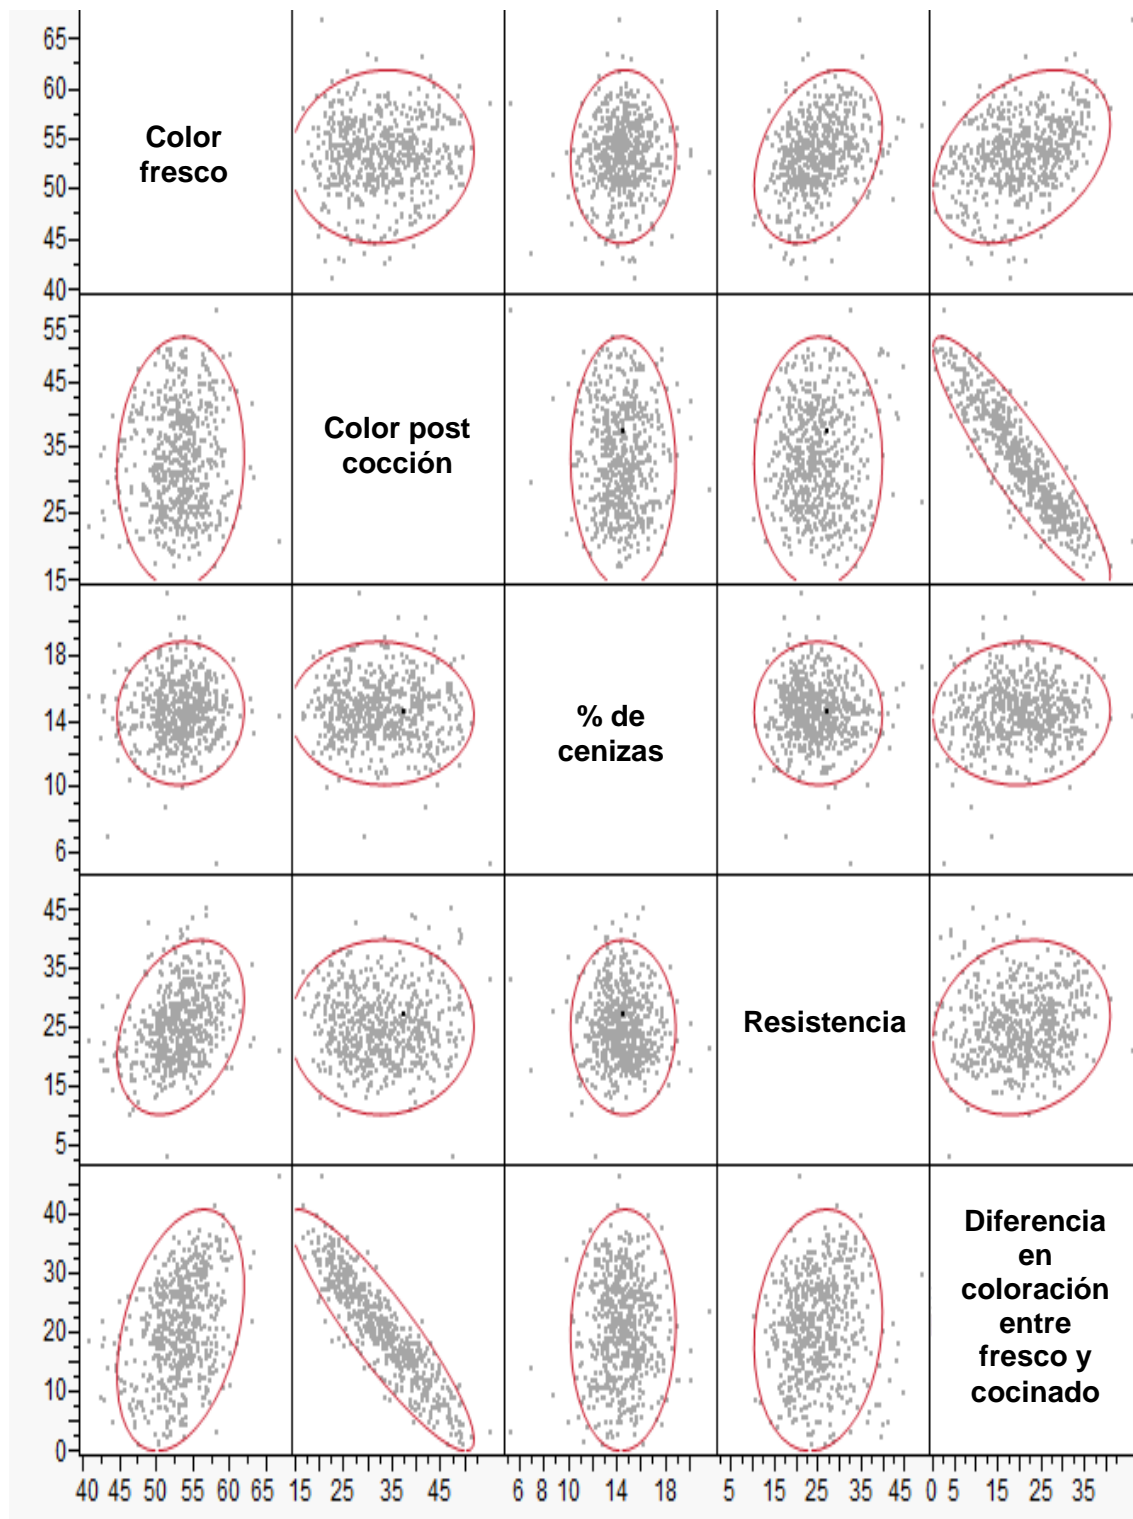 65
60
55
50
45
40
Color
fresco
55
45
35
25
15
Color post
cocción
18
14
10
6
% de
cenizas
45
35
25
15
5
Resistencia
40
30
20
10
0
Diferencia
en
coloración
entre
fresco y
cocinado
40 45 50 55 60 65 15 25 35 45 6 8 10 14 18 5 15 25 35 45 0 5 15 25 35